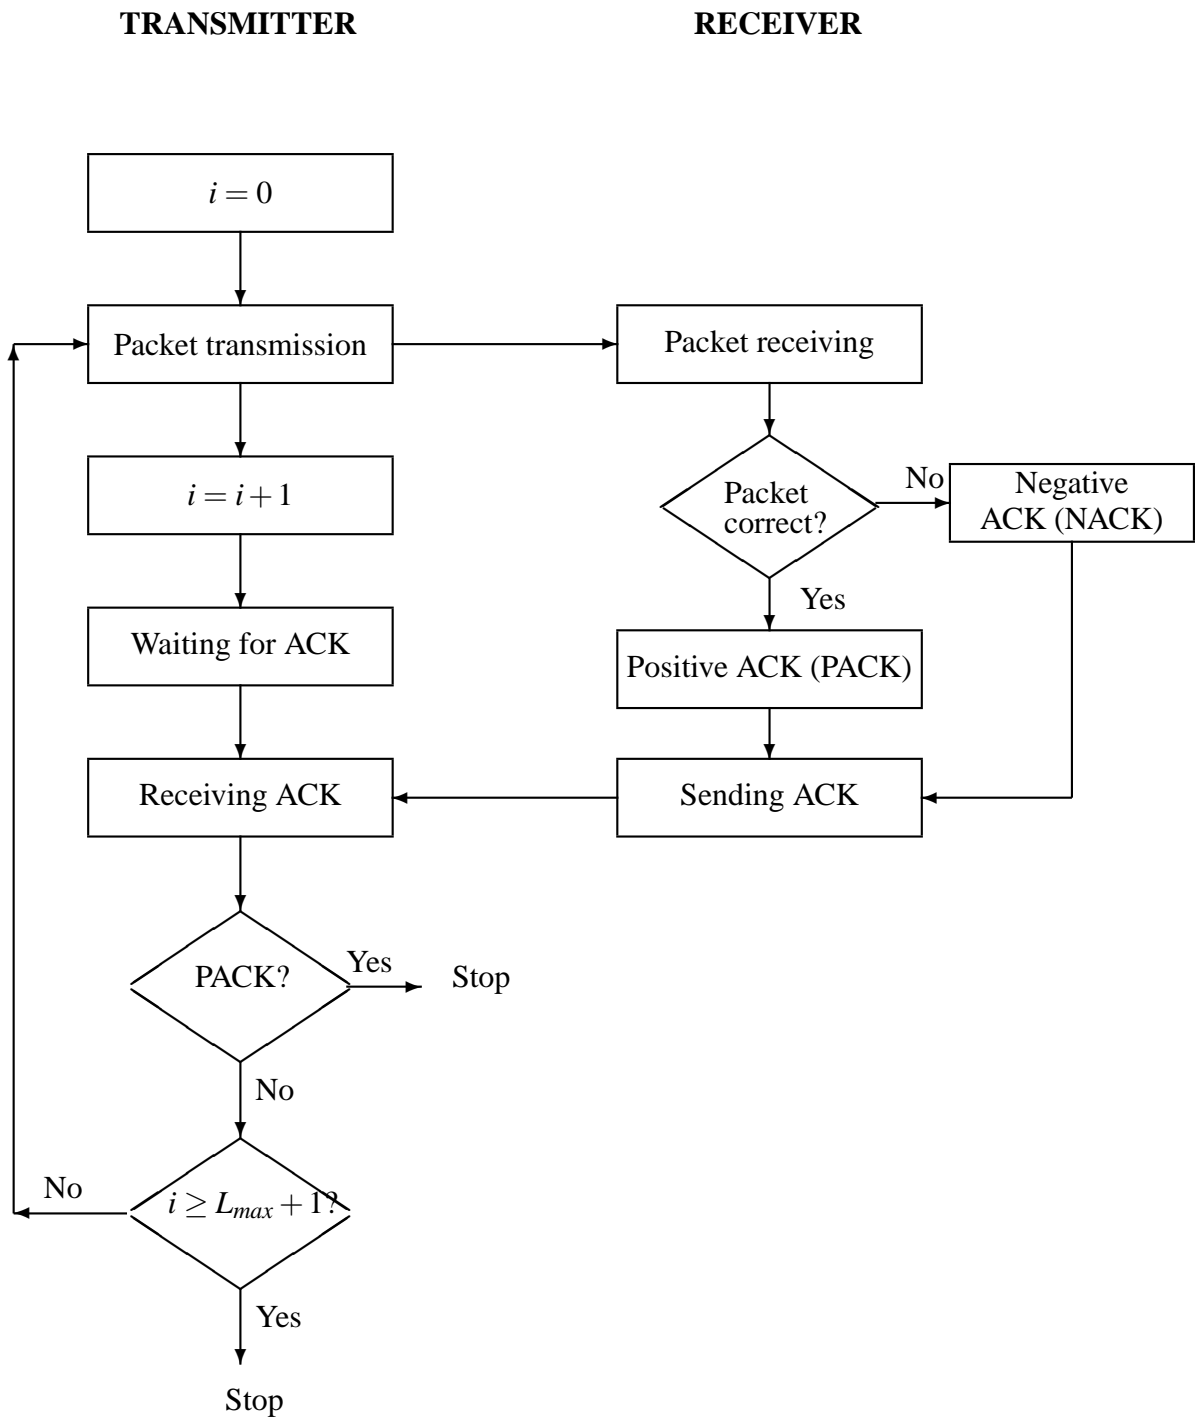 TRANSMITTER
RECEIVER
i = 0
Packet transmission
Packet receiving
i = i + 1
Packet
correct?
No
Negative
ACK (NACK)
Yes
Waiting for ACK
Positive ACK (PACK)
Receiving ACK
Sending ACK
PACK?
Yes
Stop
No
i ≥ L_max + 1?
No
Yes
Stop